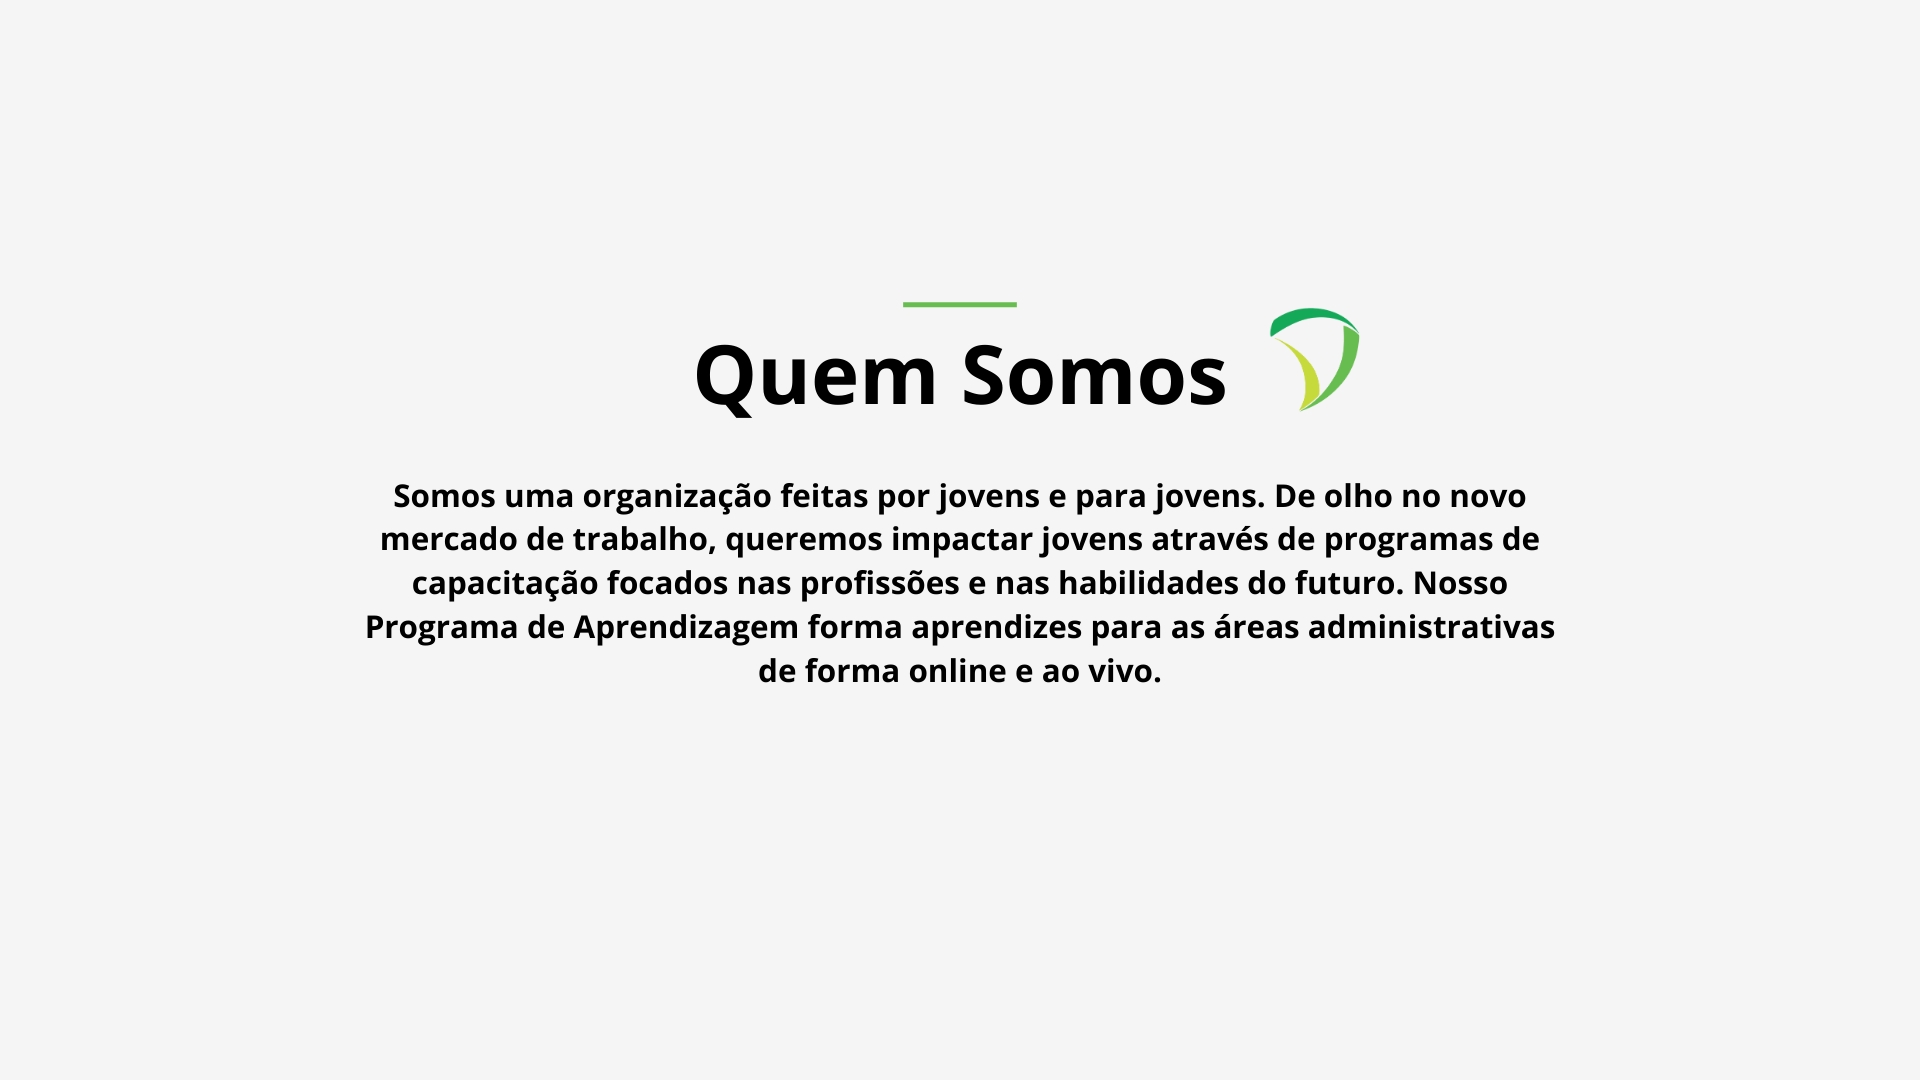 Quem Somos
Somos uma organização feitas por jovens e para jovens. De olho no novo
mercado de trabalho, queremos impactar jovens através de programas de
capacitação focados nas profissões e nas habilidades do futuro. Nosso
Programa de Aprendizagem forma aprendizes para as áreas administrativas
de forma online e ao vivo.